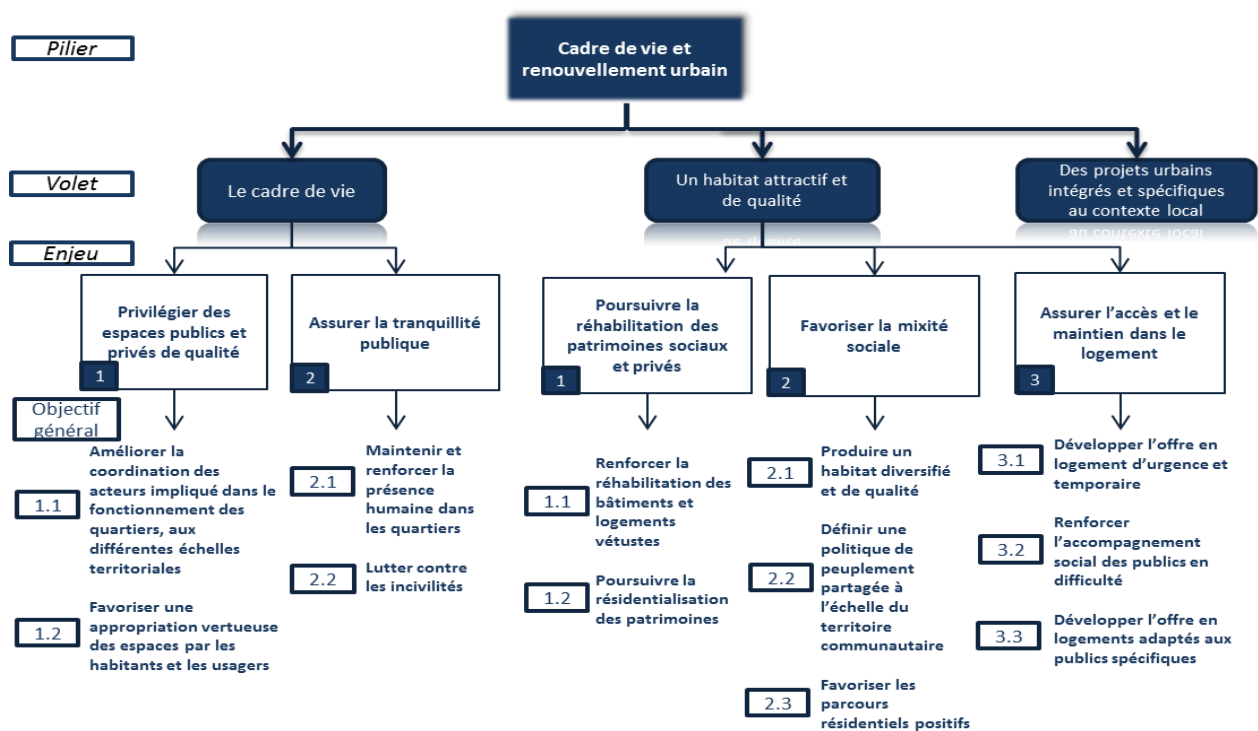 Pilier
Cadre de vie et
renouvellement urbain
Volet
Le cadre de vie
Un habitat attractif et
de qualité
Des projets urbains
intégrés et spécifiques
au contexte local
Enjeu
Privilégier des
espaces publics et
privés de qualité
1
Assurer la tranquillité
publique
2
Poursuivre la
réhabilitation des
patrimoines sociaux
et privés
1
Favoriser la mixité
sociale
2
Assurer l’accès et le
maintien dans le
logement
3
Objectif
général
1.1
Améliorer la
coordination des
acteurs impliqué dans le
fonctionnement des
quartiers, aux
différentes échelles
territoriales
1.2
Favoriser une
appropriation vertueuse
des espaces par les
habitants et les usagers
2.1
Maintenir et
renforcer la
présence
humaine dans
les quartiers
2.2
Lutter contre
les incivilités
1.1
Renforcer la
réhabilitation des
bâtiments et
logements
vétustes
1.2
Poursuivre la
résidentialisation
des patrimoines
2.1
Produire un
habitat diversifié
et de qualité
2.2
Définir une
politique de
peuplement
partagée à
l’échelle du
territoire
communautaire
2.3
Favoriser les
parcours
résidentiels positifs
3.1
Développer l’offre en
logement d’urgence et
temporaire
3.2
Renforcer
l’accompagnement
social des publics en
difficulté
3.3
Développer l’offre en
logements adaptés aux
publics spécifiques